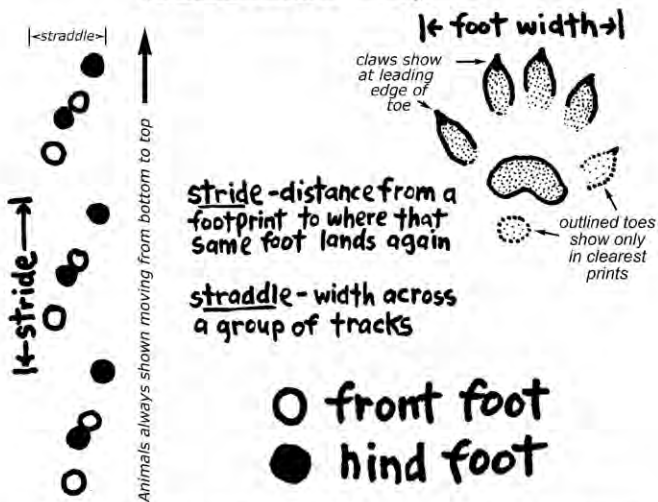 |<straddle>|
|← foot width →|
claws show
at leading
edge of
toe
Animals always shown moving from bottom to top
|←stride→|
stride - distance from a
footprint to where that
same foot lands again
outlined toes
show only
in clearest
prints
straddle - width across
a group of tracks
front foot
hind foot